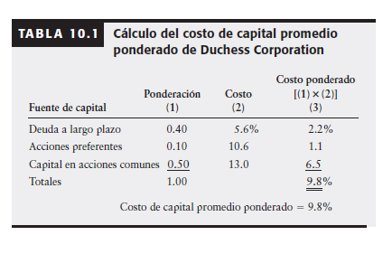 TABLA 10.1 Cálculo del costo de capital promedio
ponderado de Duchess Corporation
Costo ponderado
Ponderación Costo [(1) × (2)]
Fuente de capital (1) (2) (3)
Deuda a largo plazo 0.40 5.6% 2.2%
Acciones preferentes 0.10 10.6 1.1
Capital en acciones comunes 0.50 13.0 6.5
Totales 1.00 9.8%
Costo de capital promedio ponderado = 9.8%